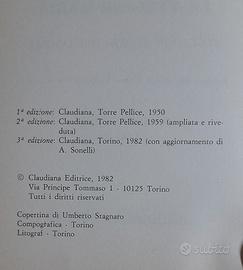 1ª edizione: Claudiana, Torre Pellice, 1950
2ª edizione: Claudiana, Torre Pellice, 1959 (ampliata e rive-
duta)
3ª edizione: Claudiana, Torino, 1982 (con aggiornamento di
A. Sonelli)
© Claudiana Editrice, 1982
Via Principe Tommaso 1 - 10125 Torino
Tutti i diritti riservati
Copertina di Umberto Stagnaro
Compografica - Torino
Litograf - Torino
subito